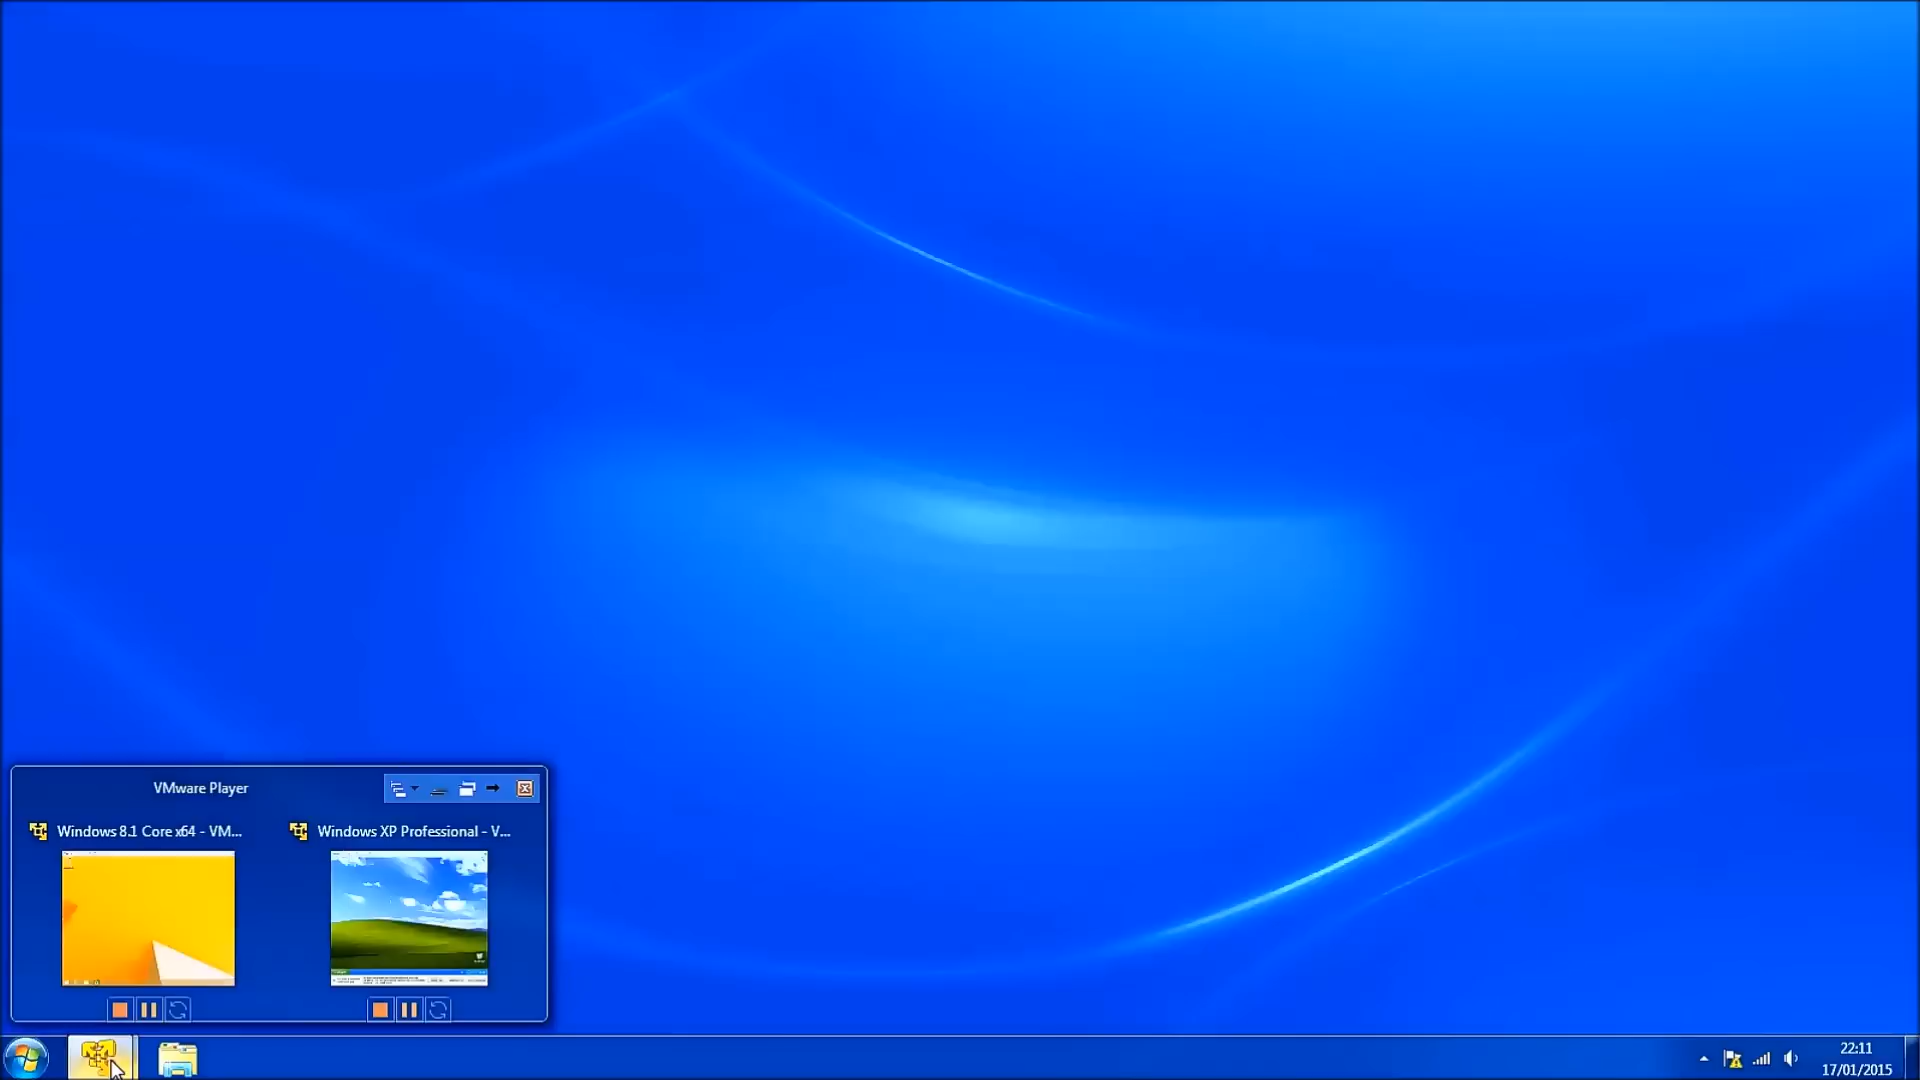 VMware Player
Windows 8.1 Core x64 - VM...
Windows XP Professional - V...
22:11
17/01/2015